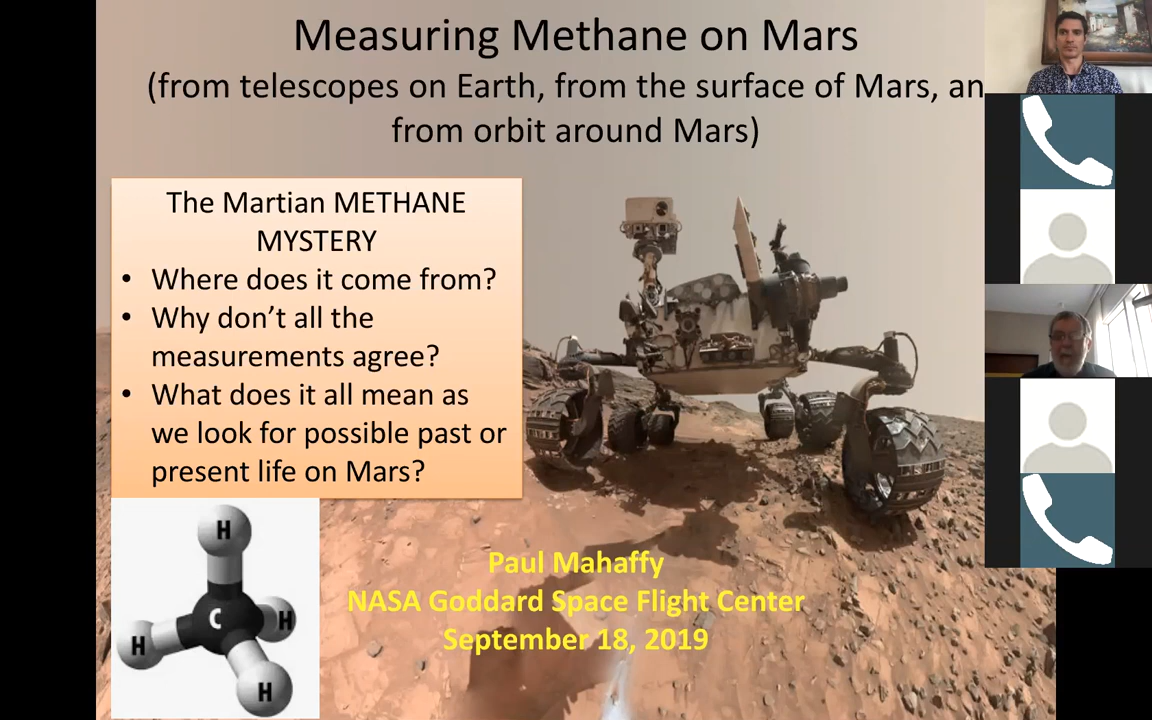 Measuring Methane on Mars
(from telescopes on Earth, from the surface of Mars, an
from orbit around Mars)
The Martian METHANE
MYSTERY
• Where does it come from?
• Why don't all the
measurements agree?
• What does it all mean as
we look for possible past or
present life on Mars?
H
C
H
H
H
Paul Mahaffy
NASA Goddard Space Flight Center
September 18, 2019